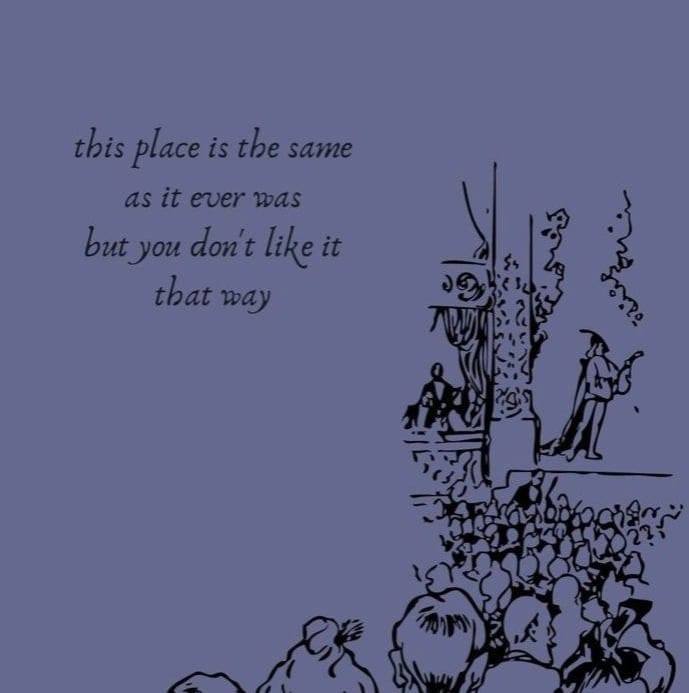 this place is the same
as it ever was
but you don't like it
that way